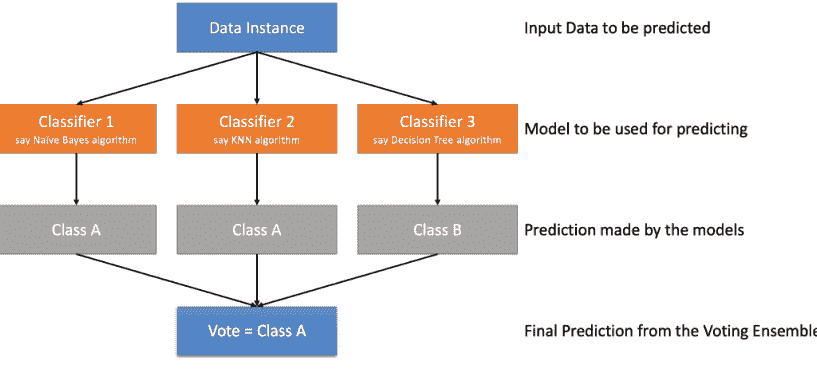 Data Instance
Input Data to be predicted
Classifier 1
say Naïve Bayes algorithm
Classifier 2
say KNN algorithm
Classifier 3
say Decision Tree algorithm
Model to be used for predicting
Class A
Class A
Class B
Prediction made by the models
Vote = Class A
Final Prediction from the Voting Ensemble